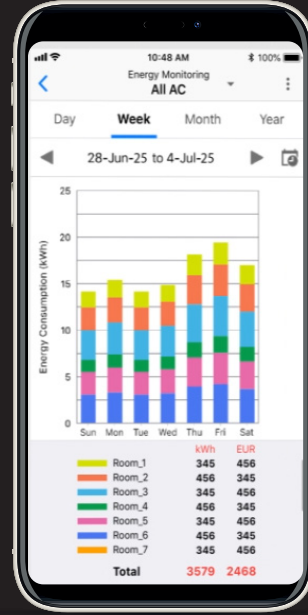 10:48 AM 100%
Energy Monitoring
All AC
Day Week Month Year
28-Jun-25 to 4-Jul-25
Energy Consumption (kWh)
25
20
15
10
5
0
Sun Mon Tue Wed Thu Fri Sat
kWh EUR
Room_1 345 456
Room_2 456 345
Room_3 345 456
Room_4 456 345
Room_5 345 456
Room_6 456 345
Room_7 345 456
Total 3579 2468